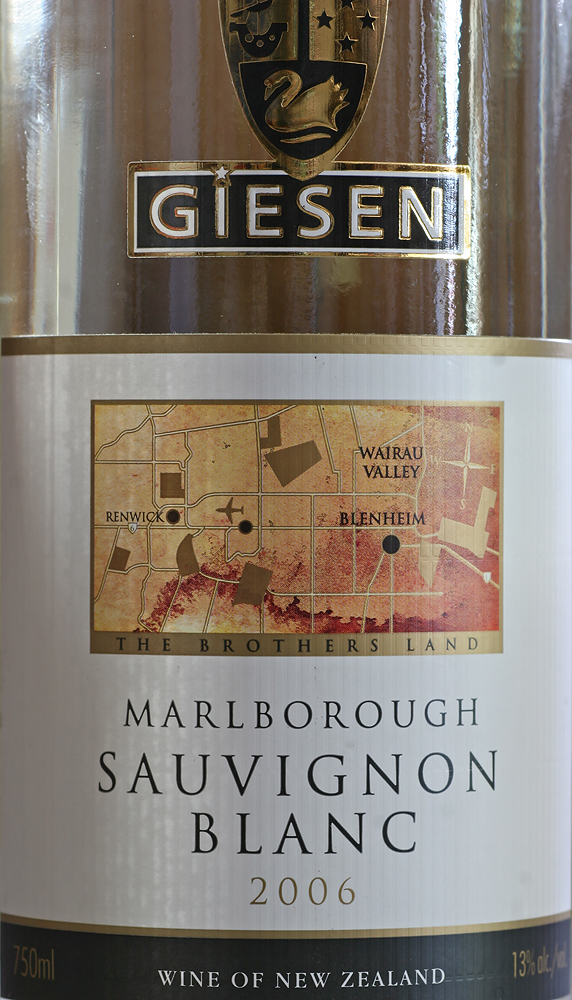 GIESEN
WAIRAU
VALLEY
N
W E
S
RENWICK
6
BLENHEIM
THE BROTHERS LAND
MARLBOROUGH
SAUVIGNON
BLANC
2006
750ml
WINE OF NEW ZEALAND
13% alc./vol.